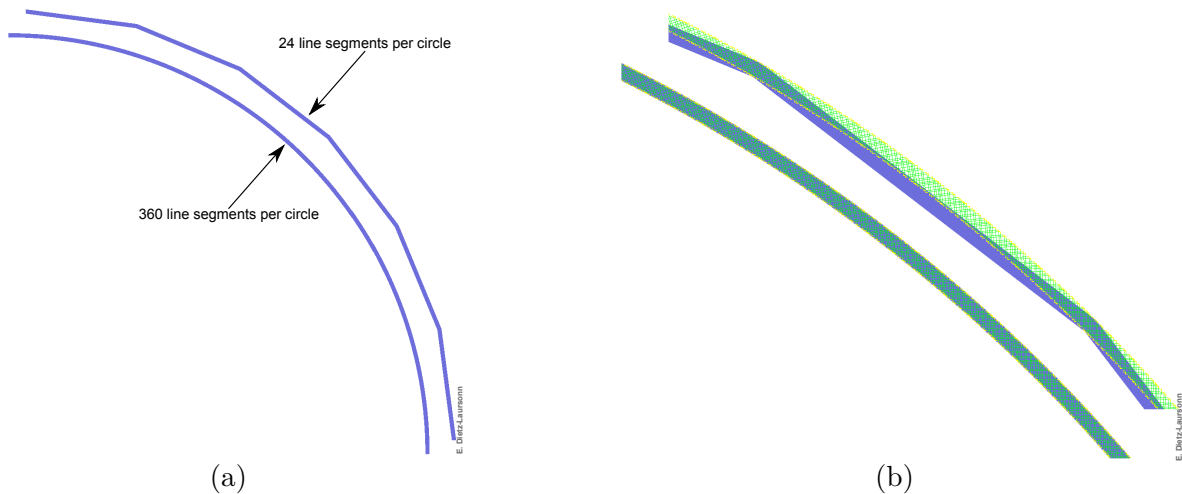 24 line segments per circle
360 line segments per circle
E. Dietz-Laursonn
E. Dietz-Laursonn
(a)
(b)